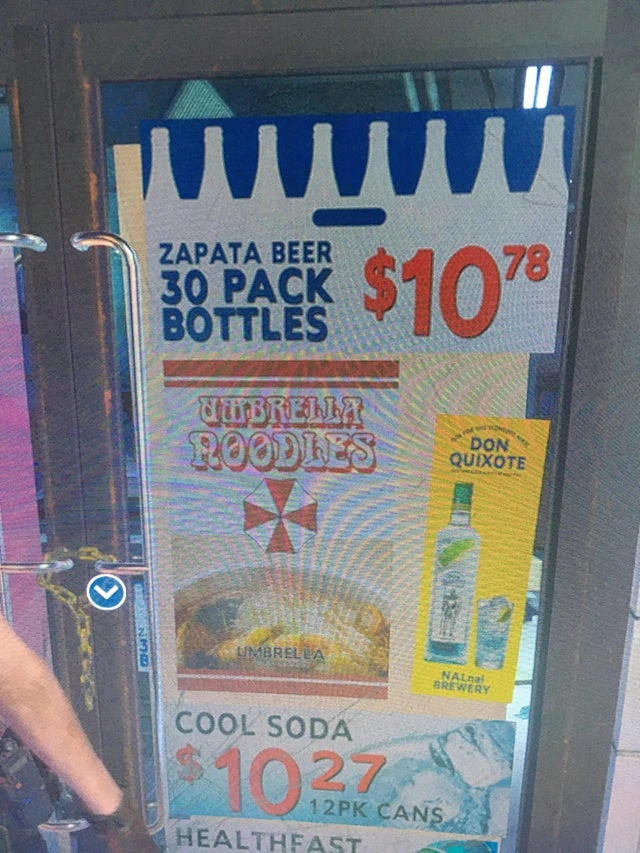 ZAPATA BEER
30 PACK
BOTTLES
$10 78
UMBRELLA
NOODLES
UMBRELLA
DON
QUIXOTE
NALnal
BREWERY
COOL SODA
$10 27
12PK CANS
HEALTHFAST